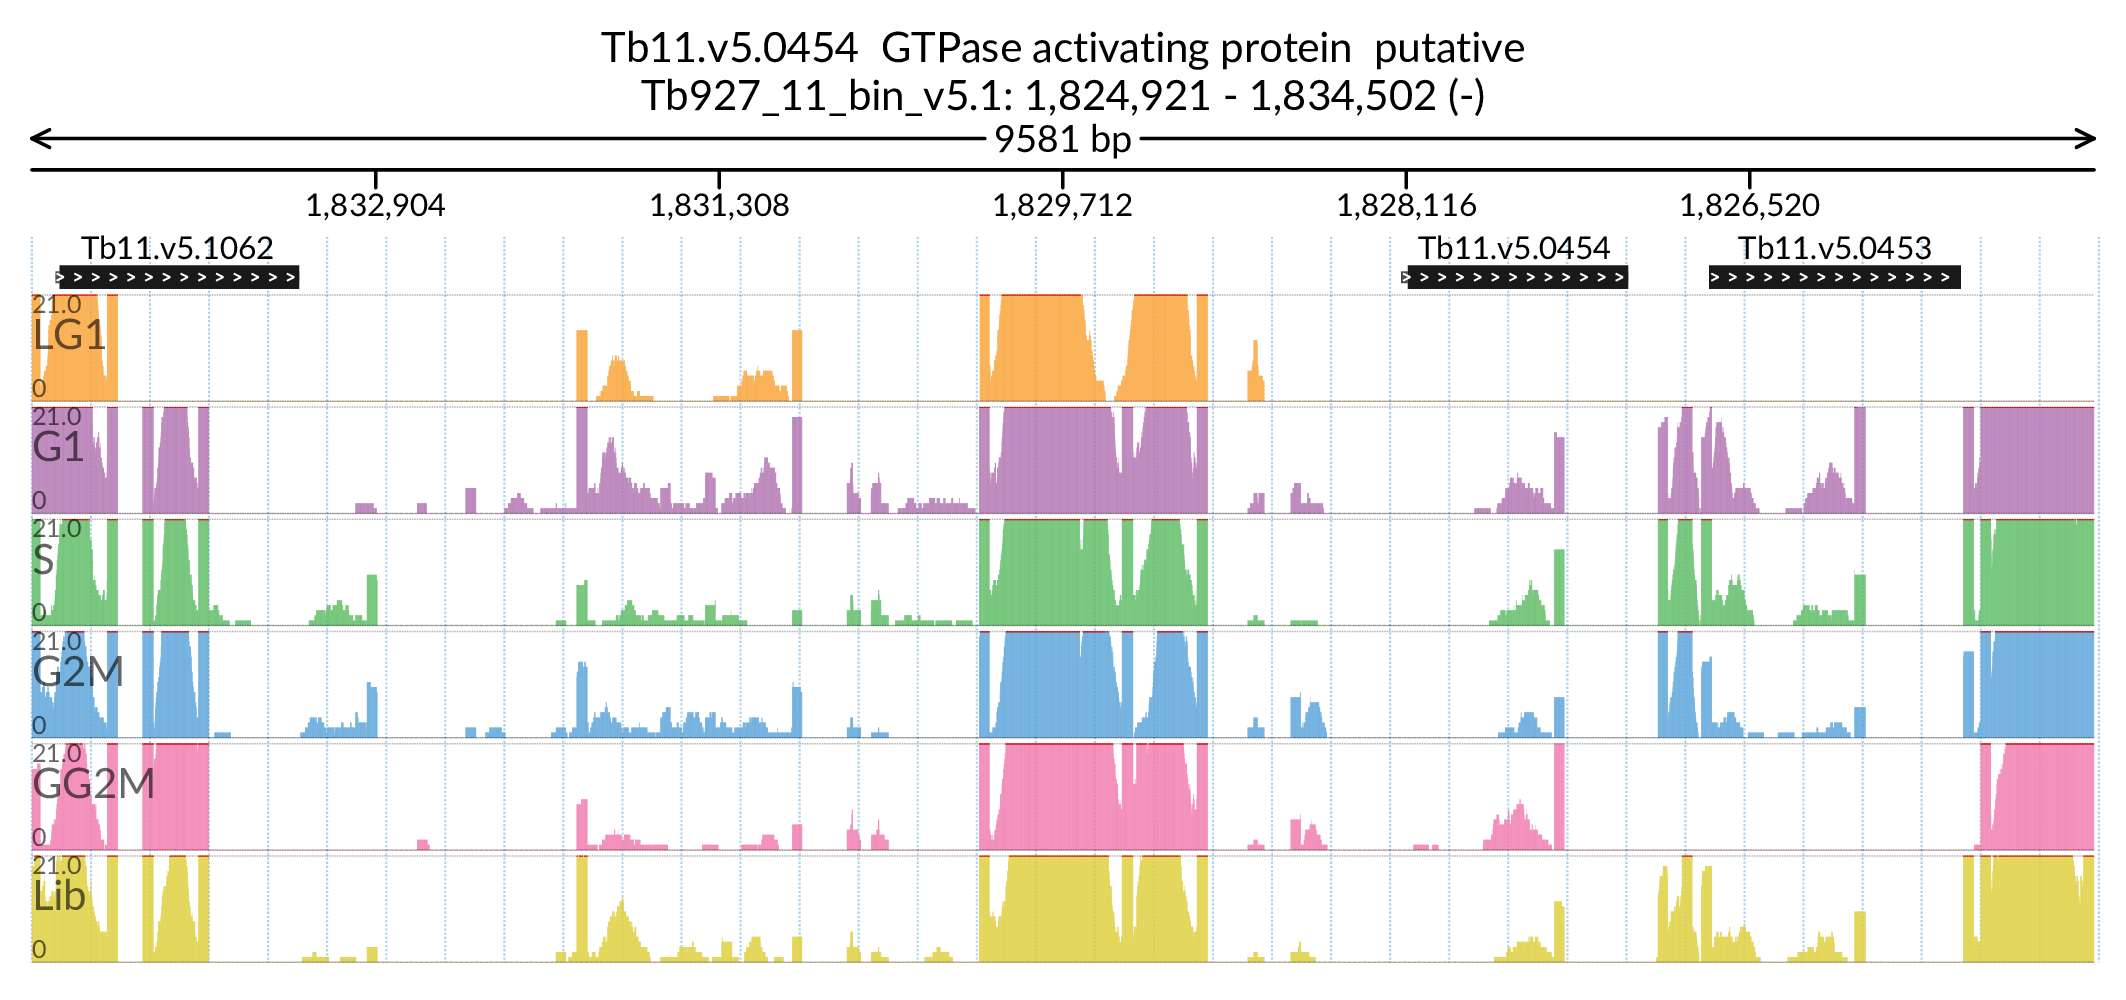 Tb11.v5.0454 GTPase activating protein putative
Tb927_11_bin_v5.1: 1,824,921 - 1,834,502 (-)
9581 bp
1,832,904 1,831,308 1,829,712 1,828,116 1,826,520
Tb11.v5.1062 Tb11.v5.0454 Tb11.v5.0453
21.0
LG1
0
21.0
G1
0
21.0
S
0
21.0
G2M
0
21.0
GG2M
0
21.0
Lib
0